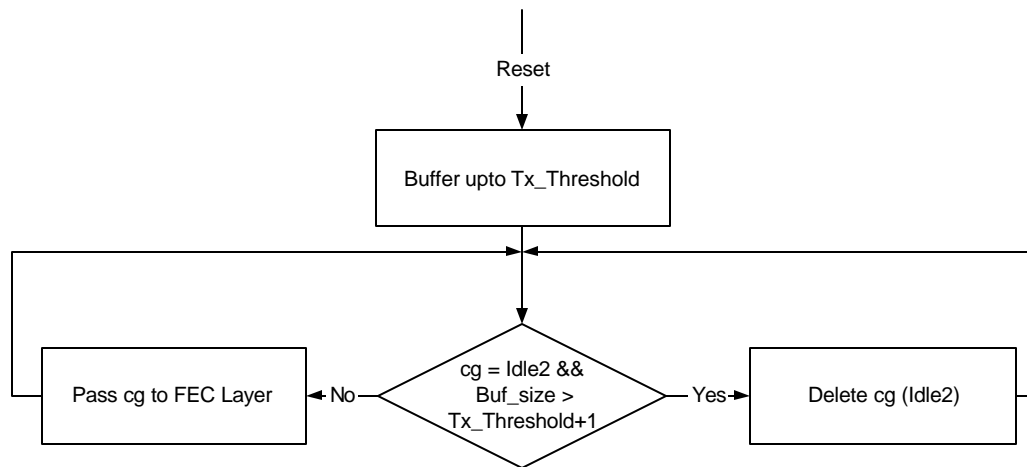 Reset
Buffer upto Tx_Threshold
cg = Idle2 &&
Buf_size >
Tx_Threshold+1
Pass cg to FEC Layer
No
Yes
Delete cg (Idle2)